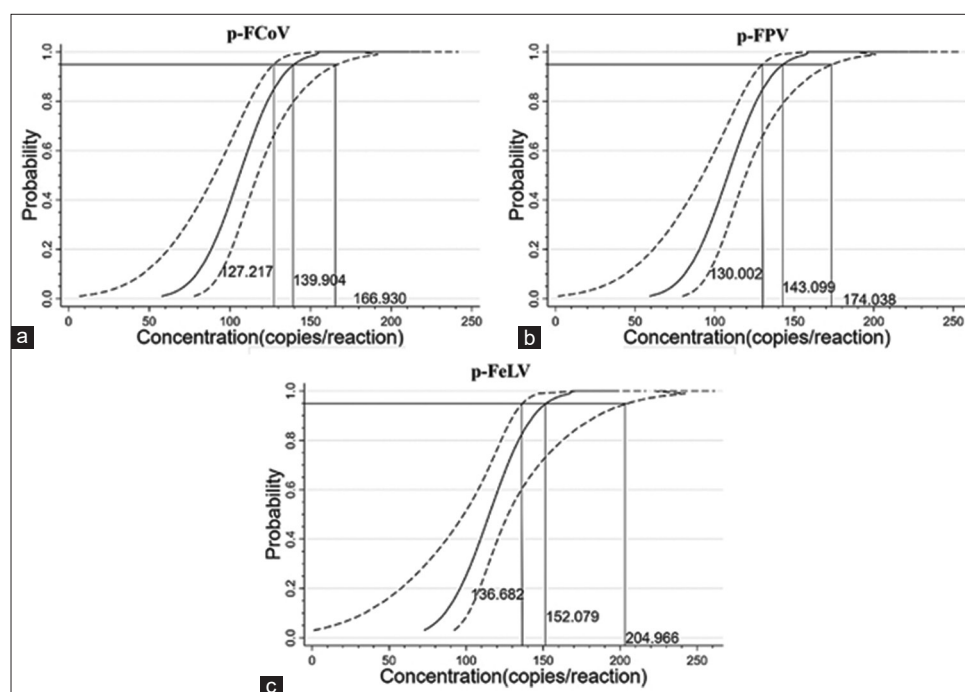 p-FCoV
Probability
1.0
0.8
0.6
0.4
0.2
0.0
127.217
139.904
166.930
0 50 100 150 200 250
Concentration(copies/reaction)
a
p-FPV
Probability
1.0
0.8
0.6
0.4
0.2
0.0
130.002
143.099
174.038
0 50 100 150 200 250
Concentration(copies/reaction)
b
p-FeLV
Probability
1.0
0.8
0.6
0.4
0.2
0.0
136.682
152.079
204.966
0 50 100 150 200 250
Concentration(copies/reaction)
c